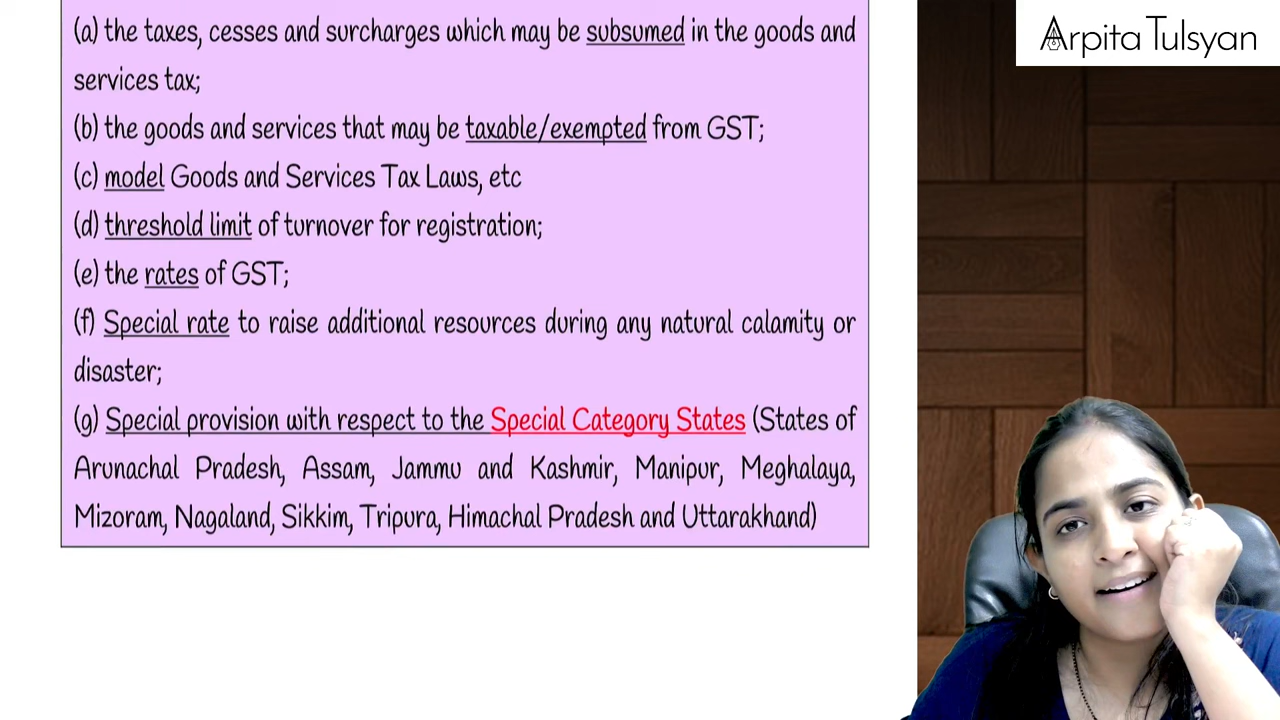 (a) the taxes, cesses and surcharges which may be subsumed in the goods and
services tax;
(b) the goods and services that may be taxable/exempted from GST;
(c) model Goods and Services Tax Laws, etc
(d) threshold limit of turnover for registration;
(e) the rates of GST;
(f) Special rate to raise additional resources during any natural calamity or
disaster;
(g) Special provision with respect to the Special Category States (States of
Arunachal Pradesh, Assam, Jammu and Kashmir, Manipur, Meghalaya,
Mizoram, Nagaland, Sikkim, Tripura, Himachal Pradesh and Uttarakhand)
Arpita Tulsyan